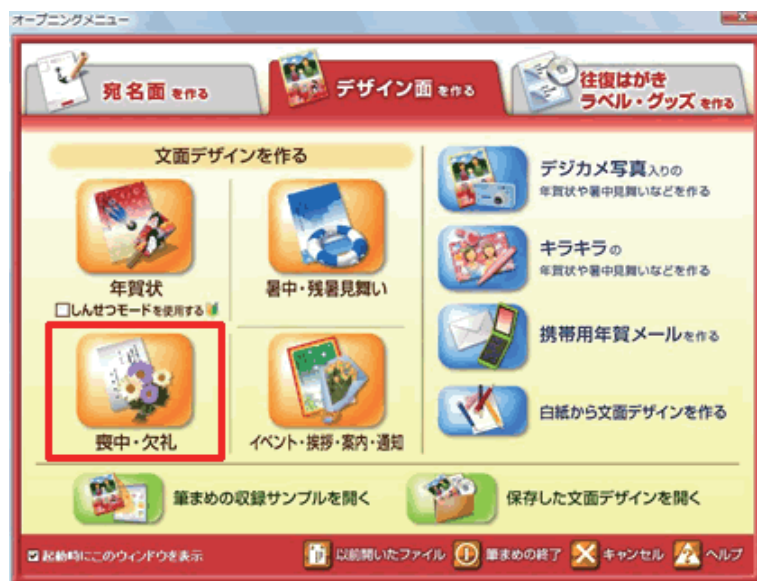 オープニングメニュー
宛名面を作る
デザイン面を作る
往復はがき
ラベル・グッズを作る
文面デザインを作る
年賀状
しんせつモードを使用する
暑中・残暑見舞い
喪中・欠礼
イベント・挨拶・案内・通知
デジカメ写真入りの
年賀状や暑中見舞いなどを作る
キラキラの
年賀状や暑中見舞いなどを作る
携帯用年賀メールを作る
白紙から文面デザインを作る
筆まめの収録サンプルを開く
保存した文面デザインを開く
起動時にこのウィンドウを表示
以前開いたファイル
筆まめの終了
キャンセル
ヘルプ